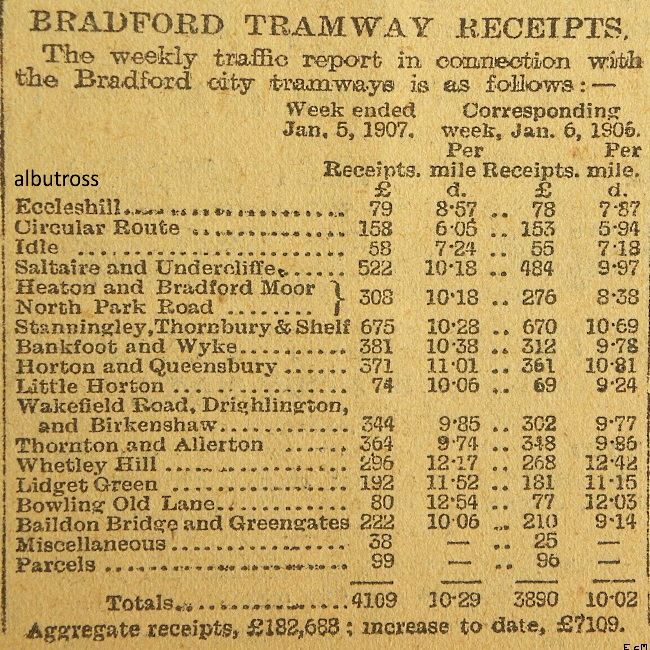 BRADFORD TRAMWAY RECEIPTS.
The weekly traffic report in connection with
the Bradford city tramways is as follows:—
Week ended Corresponding
Jan. 5, 1907. week, Jan. 6, 1906.
Per Per
Receipts. mile Receipts. mile.
albutross
£ d. £ d.
Eccleshill.................. 79 8·57 .. 78 7·87
Circular Route ............ 158 6·05 .. 153 5·94
Idle ........................ 58 7·24 .. 55 7·18
Saltaire and Undercliffe...... 522 10·18 .. 484 9·97
Heaton and Bradford Moor }
North Park Road ........ } 308 10·18 .. 276 8·38
Stanningley, Thornbury & Shelf 675 10·28 .. 670 10·69
Bankfoot and Wyke.......... 381 10·38 .. 312 9·78
Horton and Queensbury ...... 371 11·01 .. 361 10·81
Little Horton ............... 74 10·06 .. 69 9·24
Wakefield Road, Drighlington,
and Birkenshaw............ 344 9·85 .. 302 9·77
Thornton and Allerton ...... 364 9·74 .. 348 9·86
Whetley Hill ................ 296 12·17 .. 268 12·42
Lidget Green ............... 192 11·52 .. 181 11·15
Bowling Old Lane............ 80 12·54 .. 77 12·03
Baildon Bridge and Greengates 222 10·06 .. 210 9·14
Miscellaneous ............... 38 — .. 25 —
Parcels ..................... 99 — .. 96 —
Totals................ 4109 10·29 3890 10·02
Aggregate receipts, £182,688; increase to date, £7109.